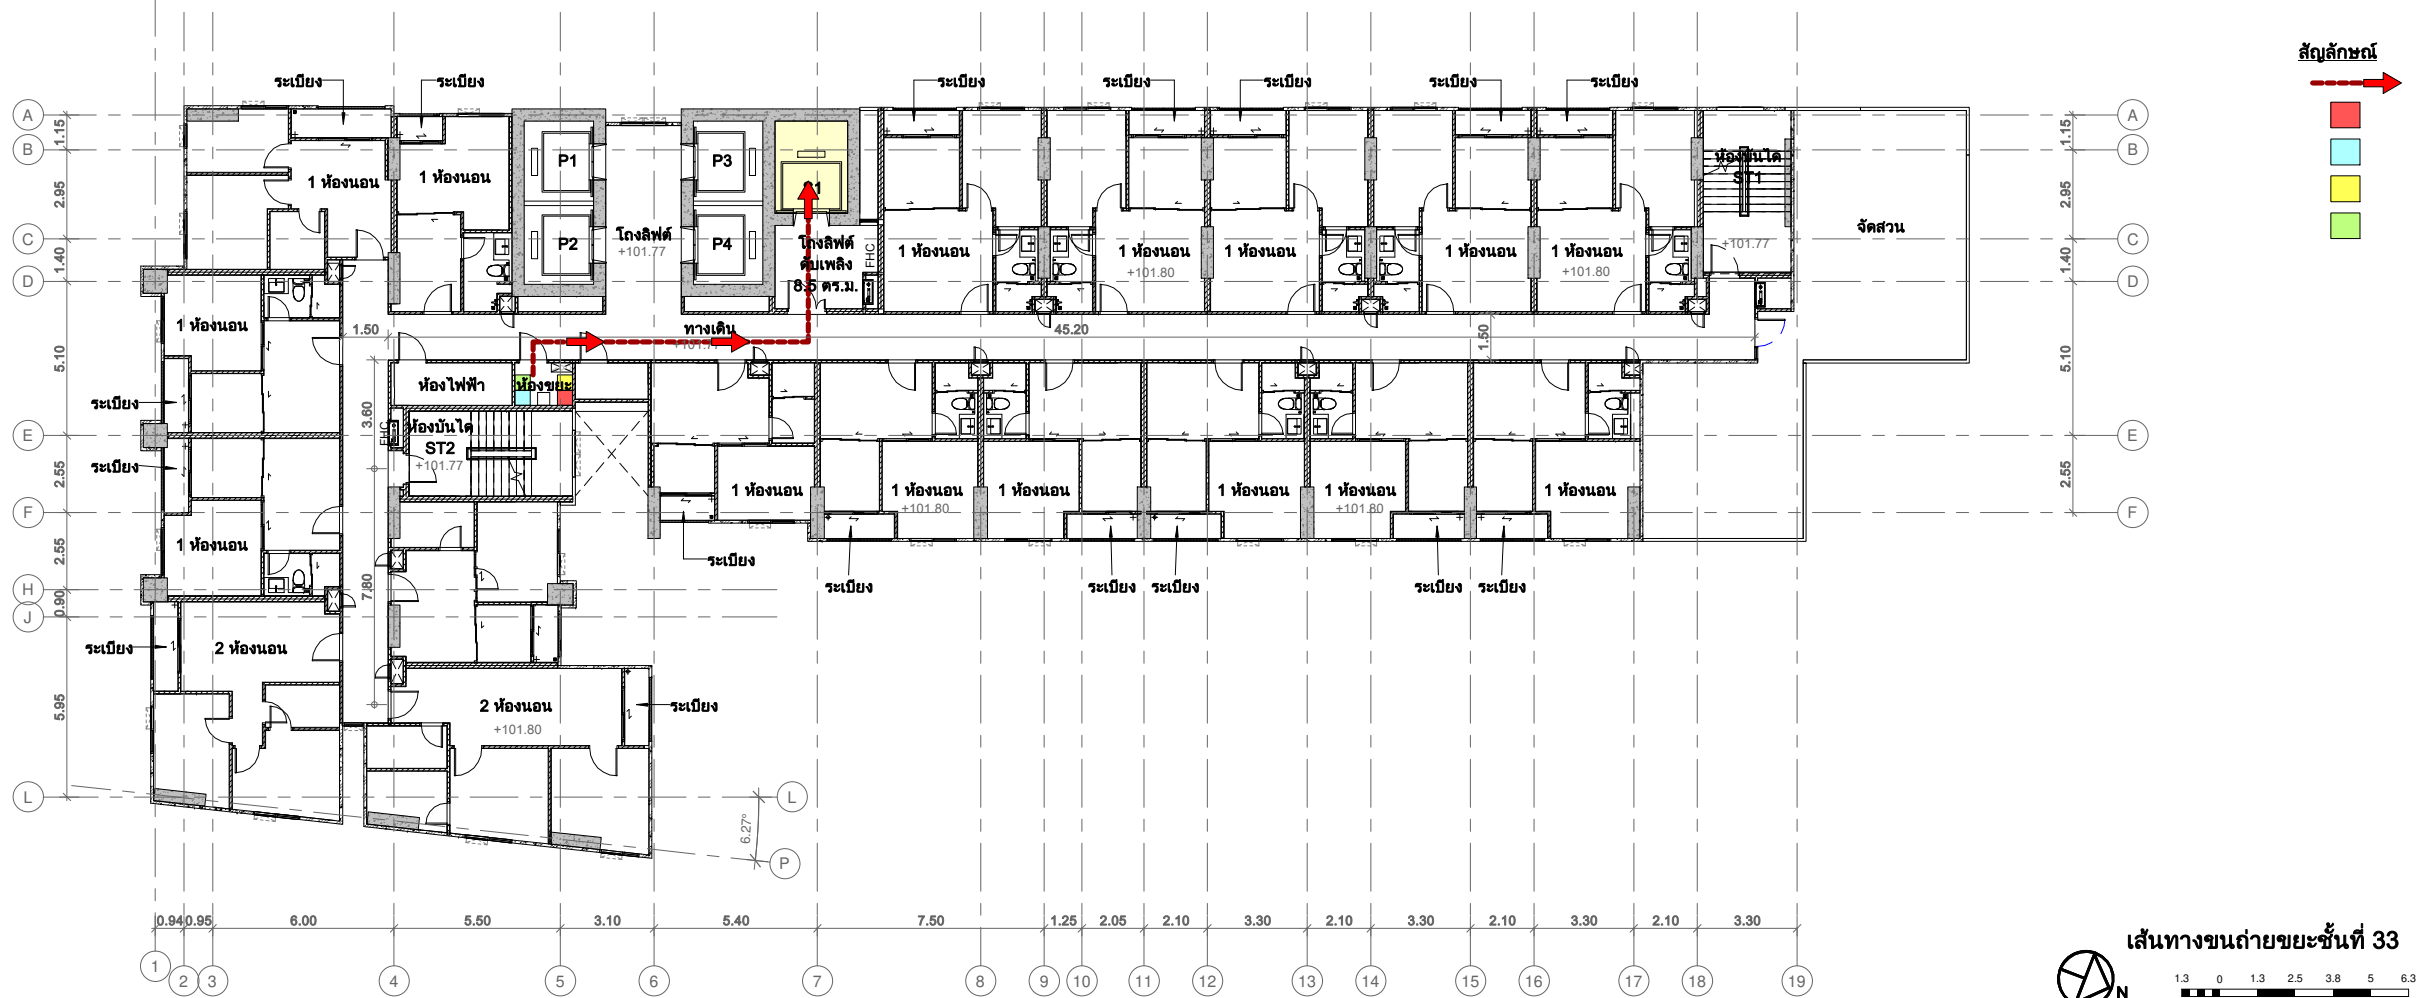 สัญลักษณ์
ระเบียง
ระเบียง
ระเบียง
ระเบียง
ระเบียง
ระเบียง
ระเบียง
A
A
1.15
1.15
B
B
P1
P3
ห้องบันได
ST1
1 ห้องนอน
1 ห้องนอน
2.95
2.95
จัดสวน
C
โถงลิฟต์
+101.77
P2
P4
โถงลิฟต์
ดับเพลิง
8.5 ตร.ม.
FHC
1 ห้องนอน
1 ห้องนอน
+101.80
1 ห้องนอน
1 ห้องนอน
1 ห้องนอน
+101.80
+101.77
C
1.40
1.40
D
D
1 ห้องนอน
1.50
ทางเดิน
45.20
1.50
5.10
5.10
ห้องไฟฟ้า
ห้องขยะ
ระเบียง
3.60
FHC
ห้องบันได
ST2
+101.77
E
E
ระเบียง
2.55
2.55
1 ห้องนอน
1 ห้องนอน
+101.80
1 ห้องนอน
1 ห้องนอน
1 ห้องนอน
+101.80
1 ห้องนอน
F
F
1 ห้องนอน
2.55
ระเบียง
ระเบียง
ระเบียง
ระเบียง
ระเบียง
ระเบียง
7.80
H
0.90
J
ระเบียง
2 ห้องนอน
5.95
2 ห้องนอน
+101.80
ระเบียง
L
L
6.27°
P
0.94
0.95
6.00
5.50
3.10
5.40
7.50
1.25
2.05
2.10
3.30
2.10
3.30
2.10
3.30
2.10
3.30
1
2
3
4
5
6
7
8
9
10
11
12
13
14
15
16
17
18
19
เส้นทางขนถ่ายขยะชั้นที่ 33
N
1.3 0 1.3 2.5 3.8 5 6.3